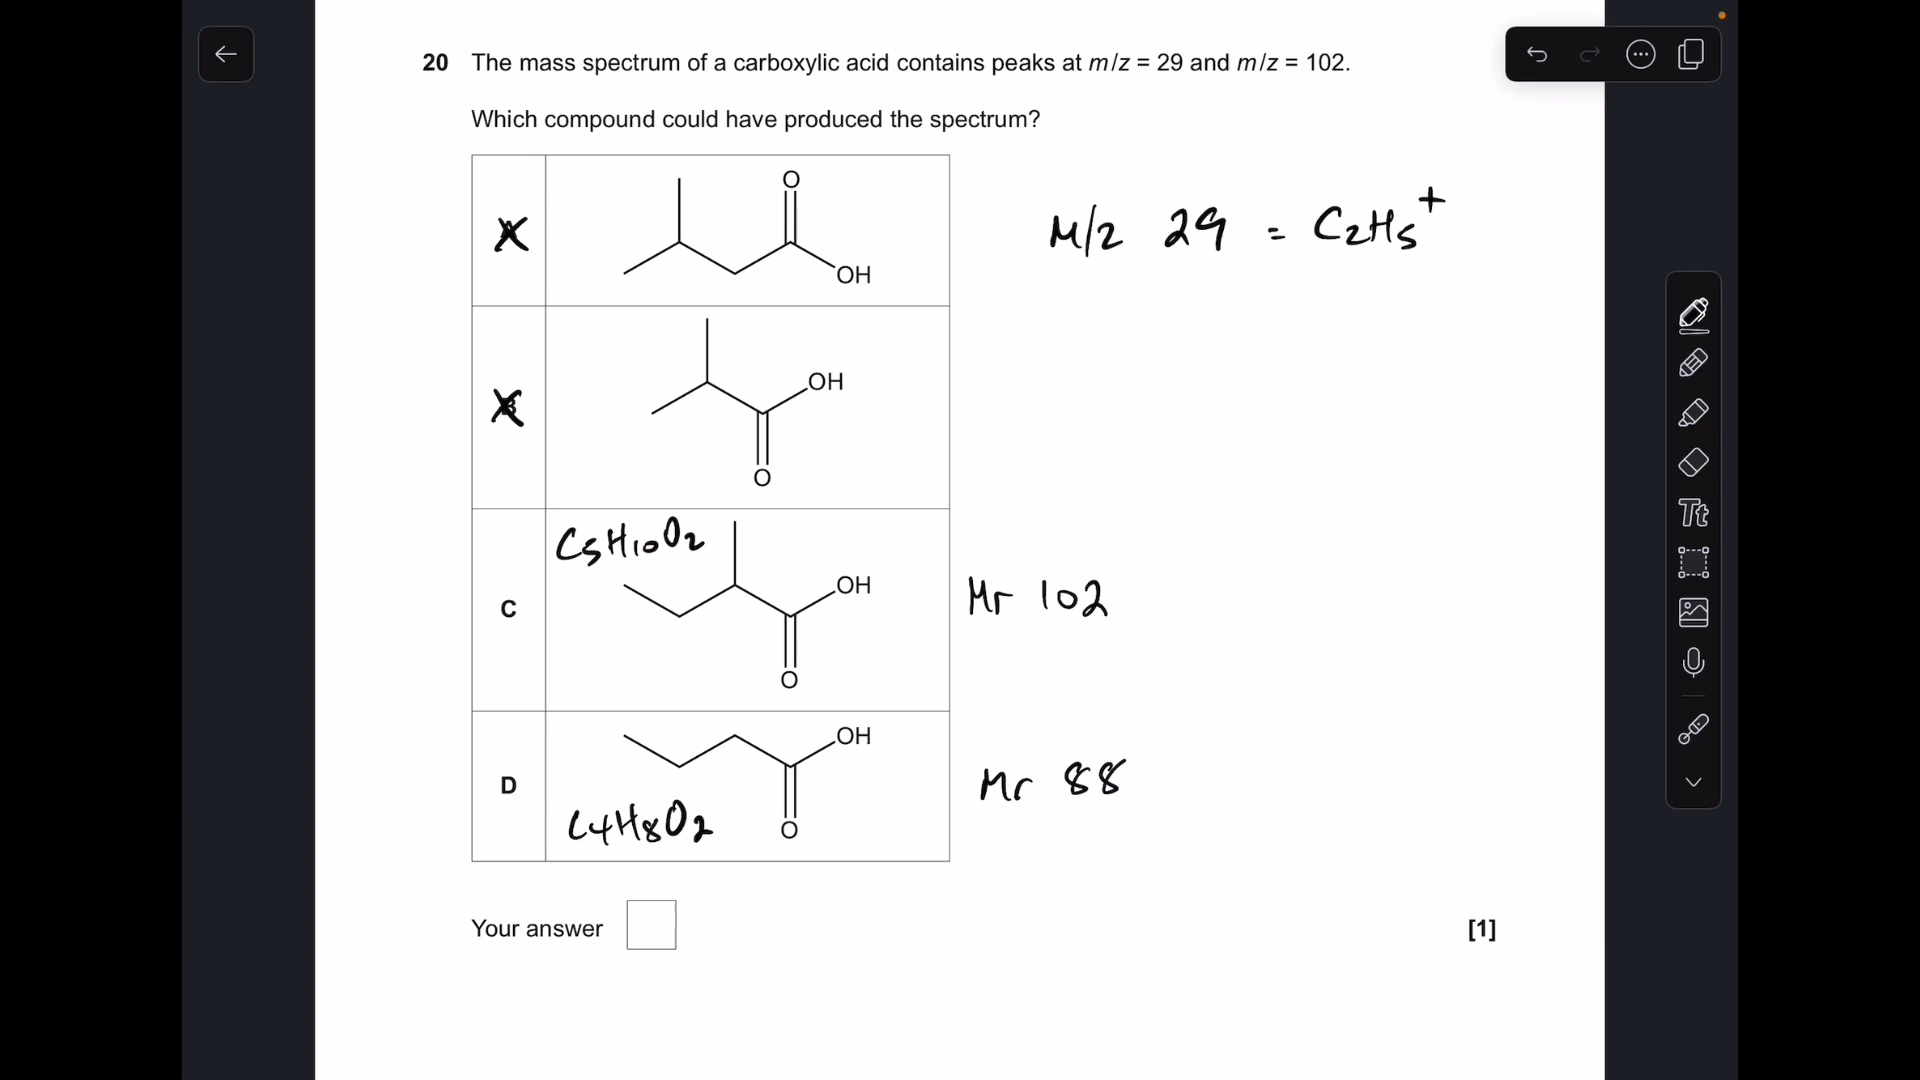 20 The mass spectrum of a carboxylic acid contains peaks at m/z = 29 and m/z = 102.
Which compound could have produced the spectrum?
O
OH
M/z 29 = C2H5+
OH
O
C5H10O2
C
OH
O
Mr 102
D
OH
O
C4H8O2
Mr 88
Your answer
[1]
Tt